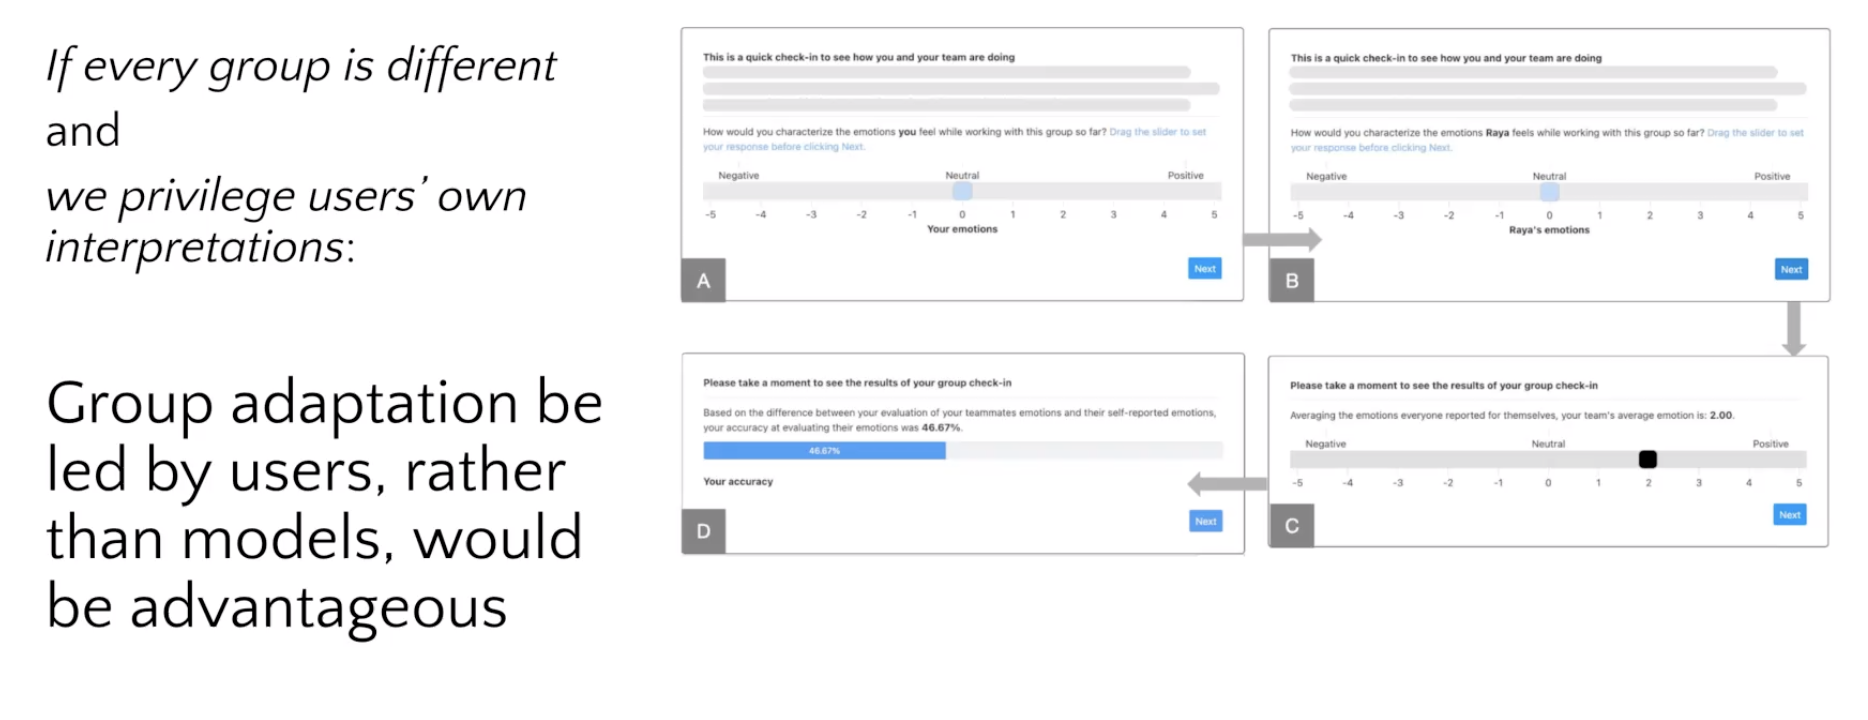 If every group is different
and
we privilege users' own
interpretations:
Group adaptation be
led by users, rather
than models, would
be advantageous
This is a quick check-in to see how you and your team are doing
How would you characterize the emotions you feel while working with this group so far? Drag the slider to set
your response before clicking Next.
Negative Neutral Positive
-5 -4 -3 -2 -1 0 1 2 3 4 5
Your emotions
Next
A
This is a quick check-in to see how you and your team are doing
How would you characterize the emotions Raya feels while working with this group so far? Drag the slider to set
your response before clicking Next.
Negative Neutral Positive
-5 -4 -3 -2 -1 0 1 2 3 4 5
Raya's emotions
Next
B
Please take a moment to see the results of your group check-in
Averaging the emotions everyone reported for themselves, your team's average emotion is: 2.00.
Negative Neutral Positive
-5 -4 -3 -2 -1 0 1 2 3 4 5
Next
C
Please take a moment to see the results of your group check-in
Based on the difference between your evaluation of your teammates emotions and their self-reported emotions,
your accuracy at evaluating their emotions was 46.67%.
46.67%
Your accuracy
Next
D